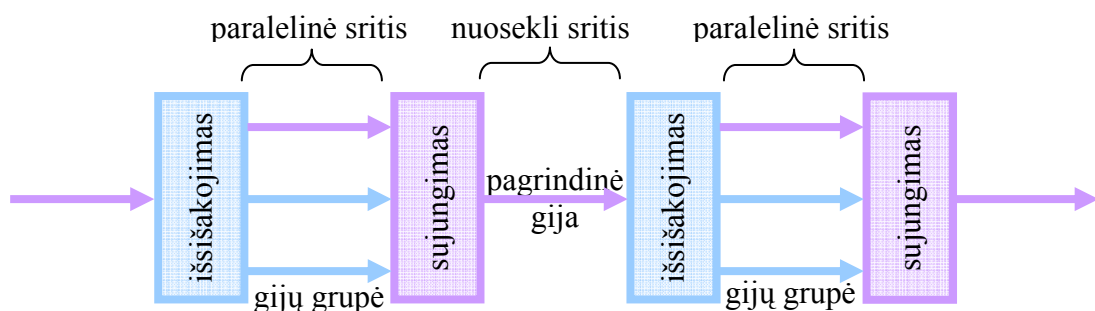 paralelinė sritis
nuosekli sritis
paralelinė sritis
išsišakojimas
sujungimas
pagrindinė
gija
išsišakojimas
sujungimas
gijų grupė
gijų grupė